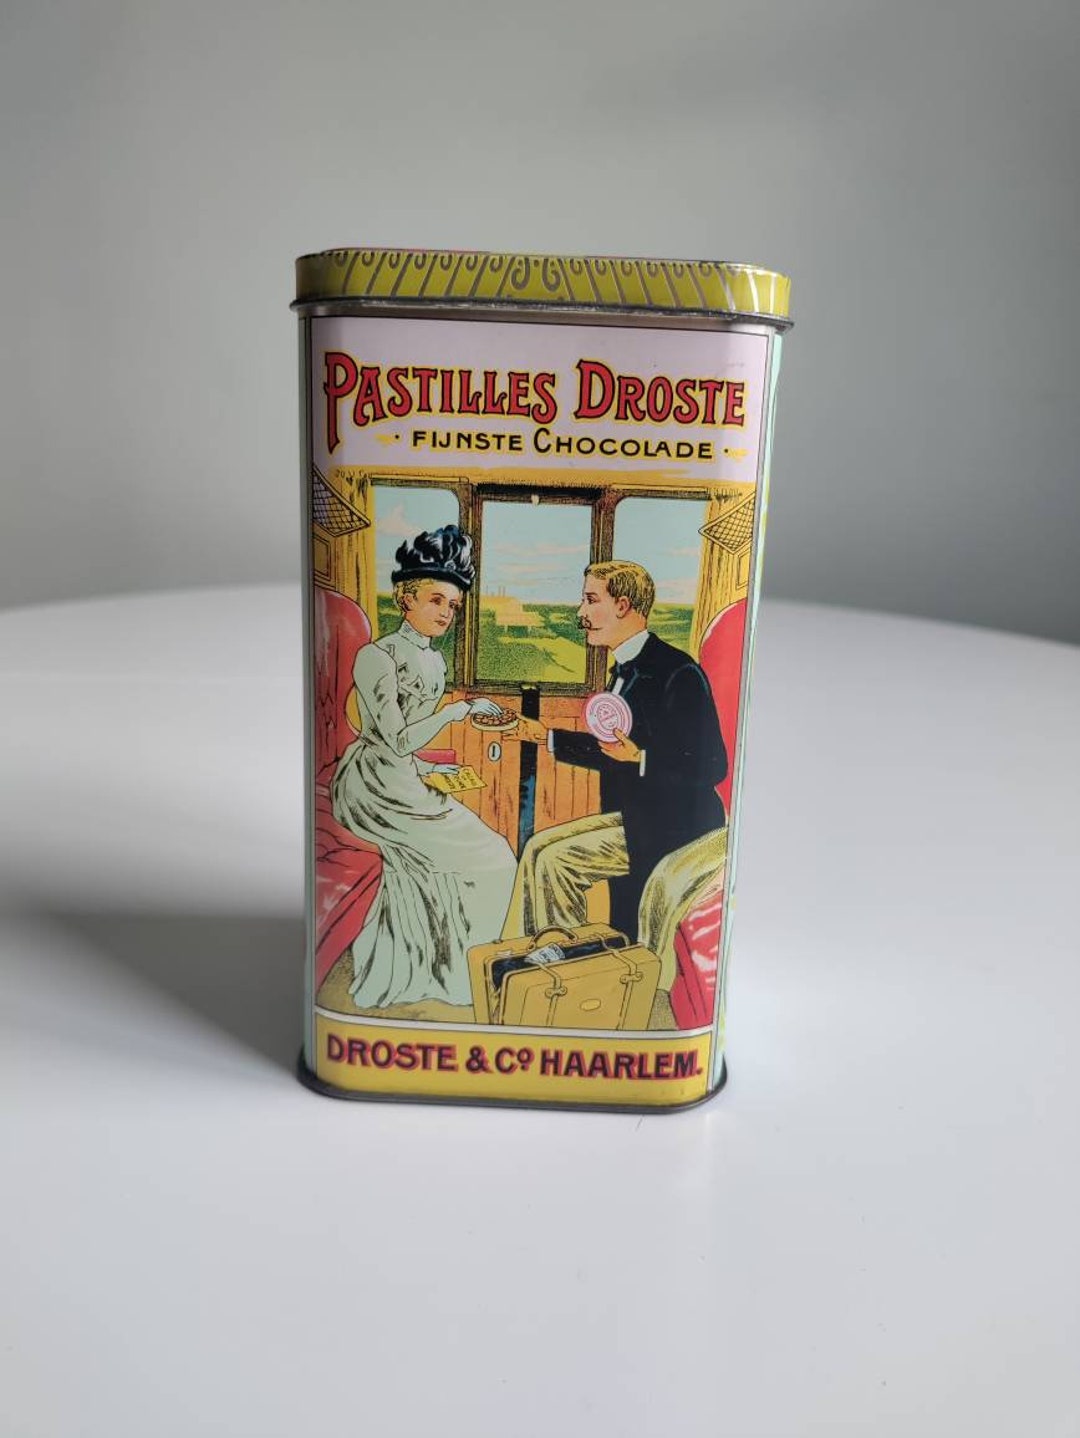 PASTILLES DROSTE
· FIJNSTE CHOCOLADE ·
DROSTE & Co HAARLEM.